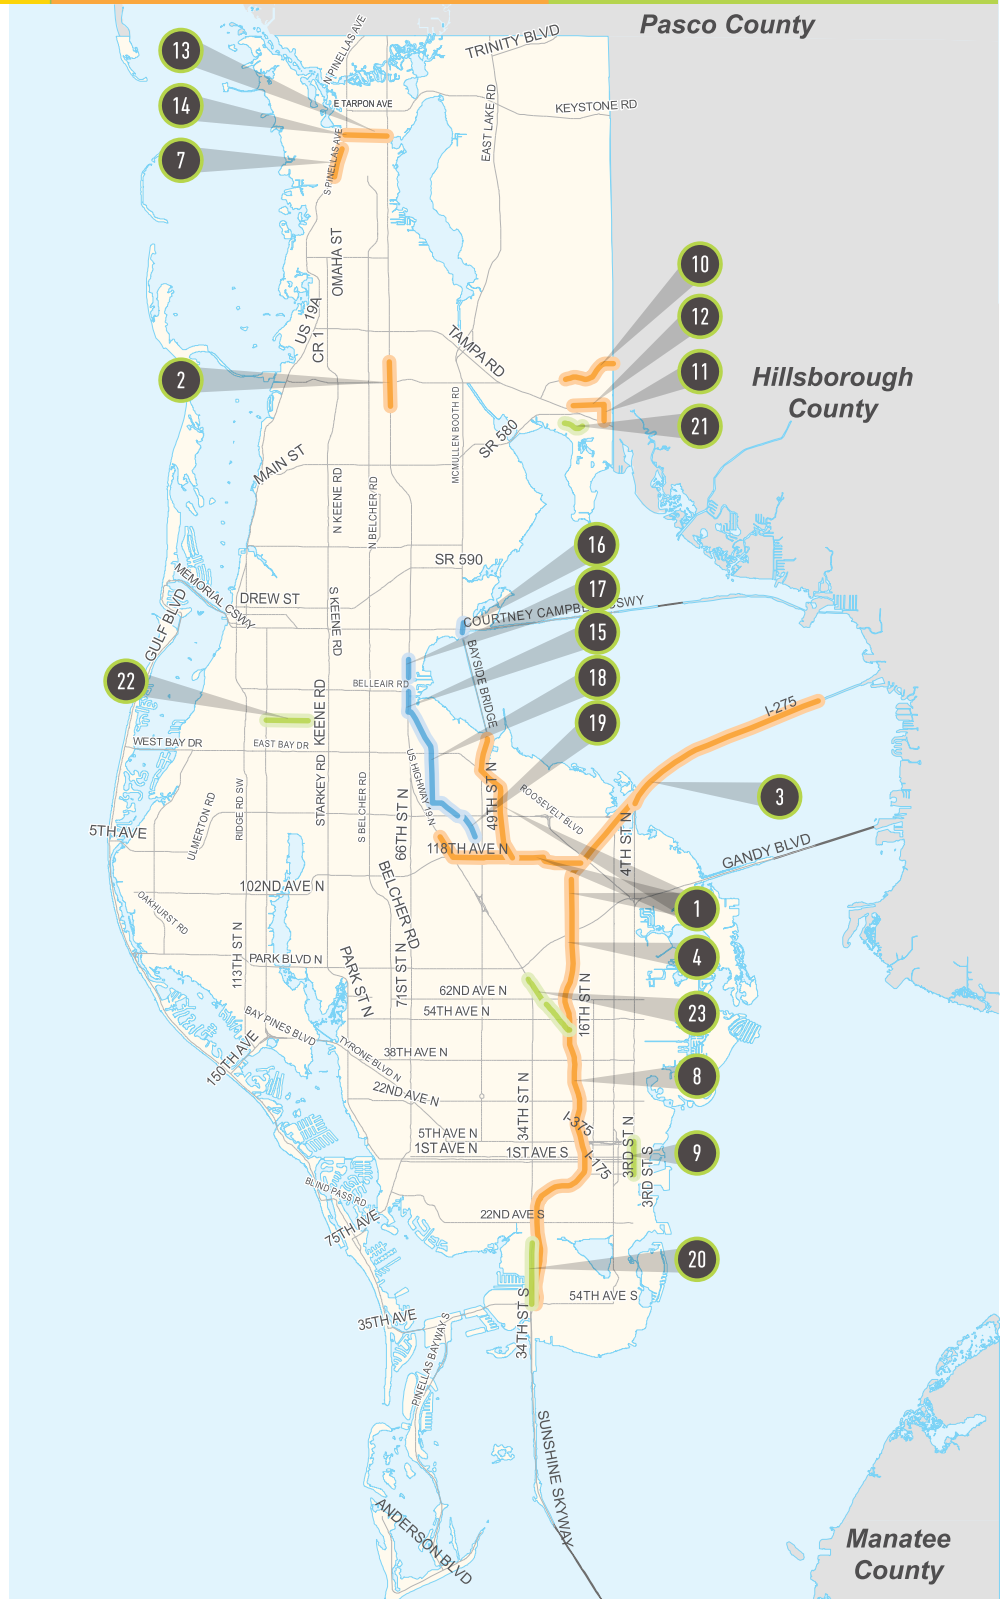 Pasco County
TRINITY BLVD
N PINELLAS AVE
13
14
7
E TARPON AVE
KEYSTONE RD
EAST LAKE RD
S PINELLAS AVE
OMAHA ST
10
12
11
21
US 19A
CR 1
TAMPA RD
2
Hillsborough
County
MCMULLEN BOOTH RD
SR 580
MAIN ST
N KEENE RD
N BELCHER RD
16
17
15
18
19
SR 590
MEMORIAL CSWY
DREW ST
COURTNEY CAMPBELL CSWY
GULF BLVD
S KEENE RD
BAYSIDE BRIDGE
22
BELLEAIR RD
KEENE RD
I-275
WEST BAY DR
EAST BAY DR
US HIGHWAY 19 N
49TH ST N
3
STARKEY RD
S BELCHER RD
RIDGE RD SW
ULMERTON RD
66TH ST N
ROOSEVELT BLVD
5TH AVE
118TH AVE N
4TH ST N
GANDY BLVD
102ND AVE N
BELCHER RD
OAKHURST RD
1
4
113TH ST N
PARK BLVD N
PARK ST N
71ST ST N
62ND AVE N
54TH AVE N
16TH ST N
23
BAY PINES BLVD
150TH AVE
TYRONE BLVD N
38TH AVE N
8
22ND AVE N
34TH ST N
I-375
5TH AVE N
1ST AVE N
1ST AVE S
I-175
3RD ST N
3RD ST S
9
BLIND PASS RD
75TH AVE
22ND AVE S
20
54TH AVE S
34TH ST S
35TH AVE
PINELLAS BAYWAY S
SUNSHINE SKYWAY
ANDERSON BLVD
Manatee
County